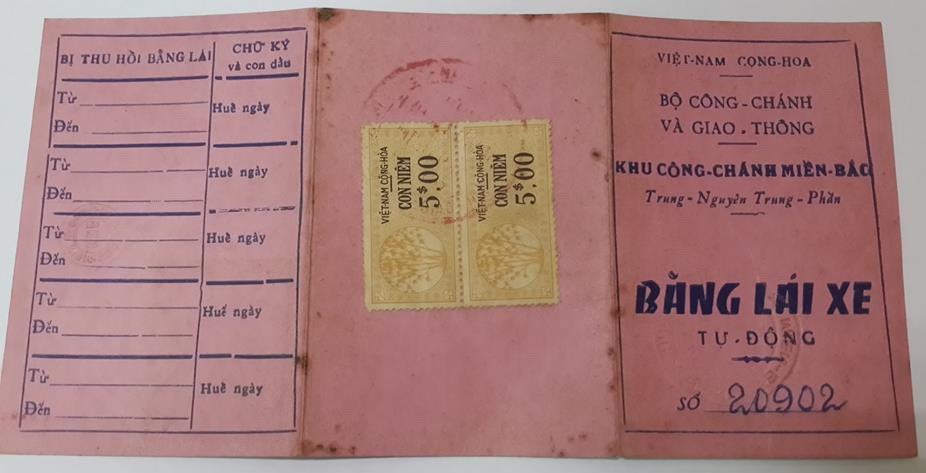 BỊ THU HỒI BẰNG LÁI
CHỮ KÝ
và con dấu
Từ
Đến
Huế ngày
Từ
Đến
Huế ngày
Từ
Đến
Huế ngày
Từ
Đến
Huế ngày
Từ
Đến
Huế ngày
VIỆT-NAM CỘNG-HÒA
CON NIÊM
5$00
VIỆT-NAM CỘNG-HÒA
CON NIÊM
5$00
VIỆT-NAM CỘNG-HOA
BỘ CÔNG-CHÁNH
VÀ GIAO-THÔNG
KHU CÔNG-CHÁNH MIỀN-BẮC
Trung-Nguyên Trung-Phần
BẰNG LÁI XE
TỰ-ĐỘNG
SỐ 20902